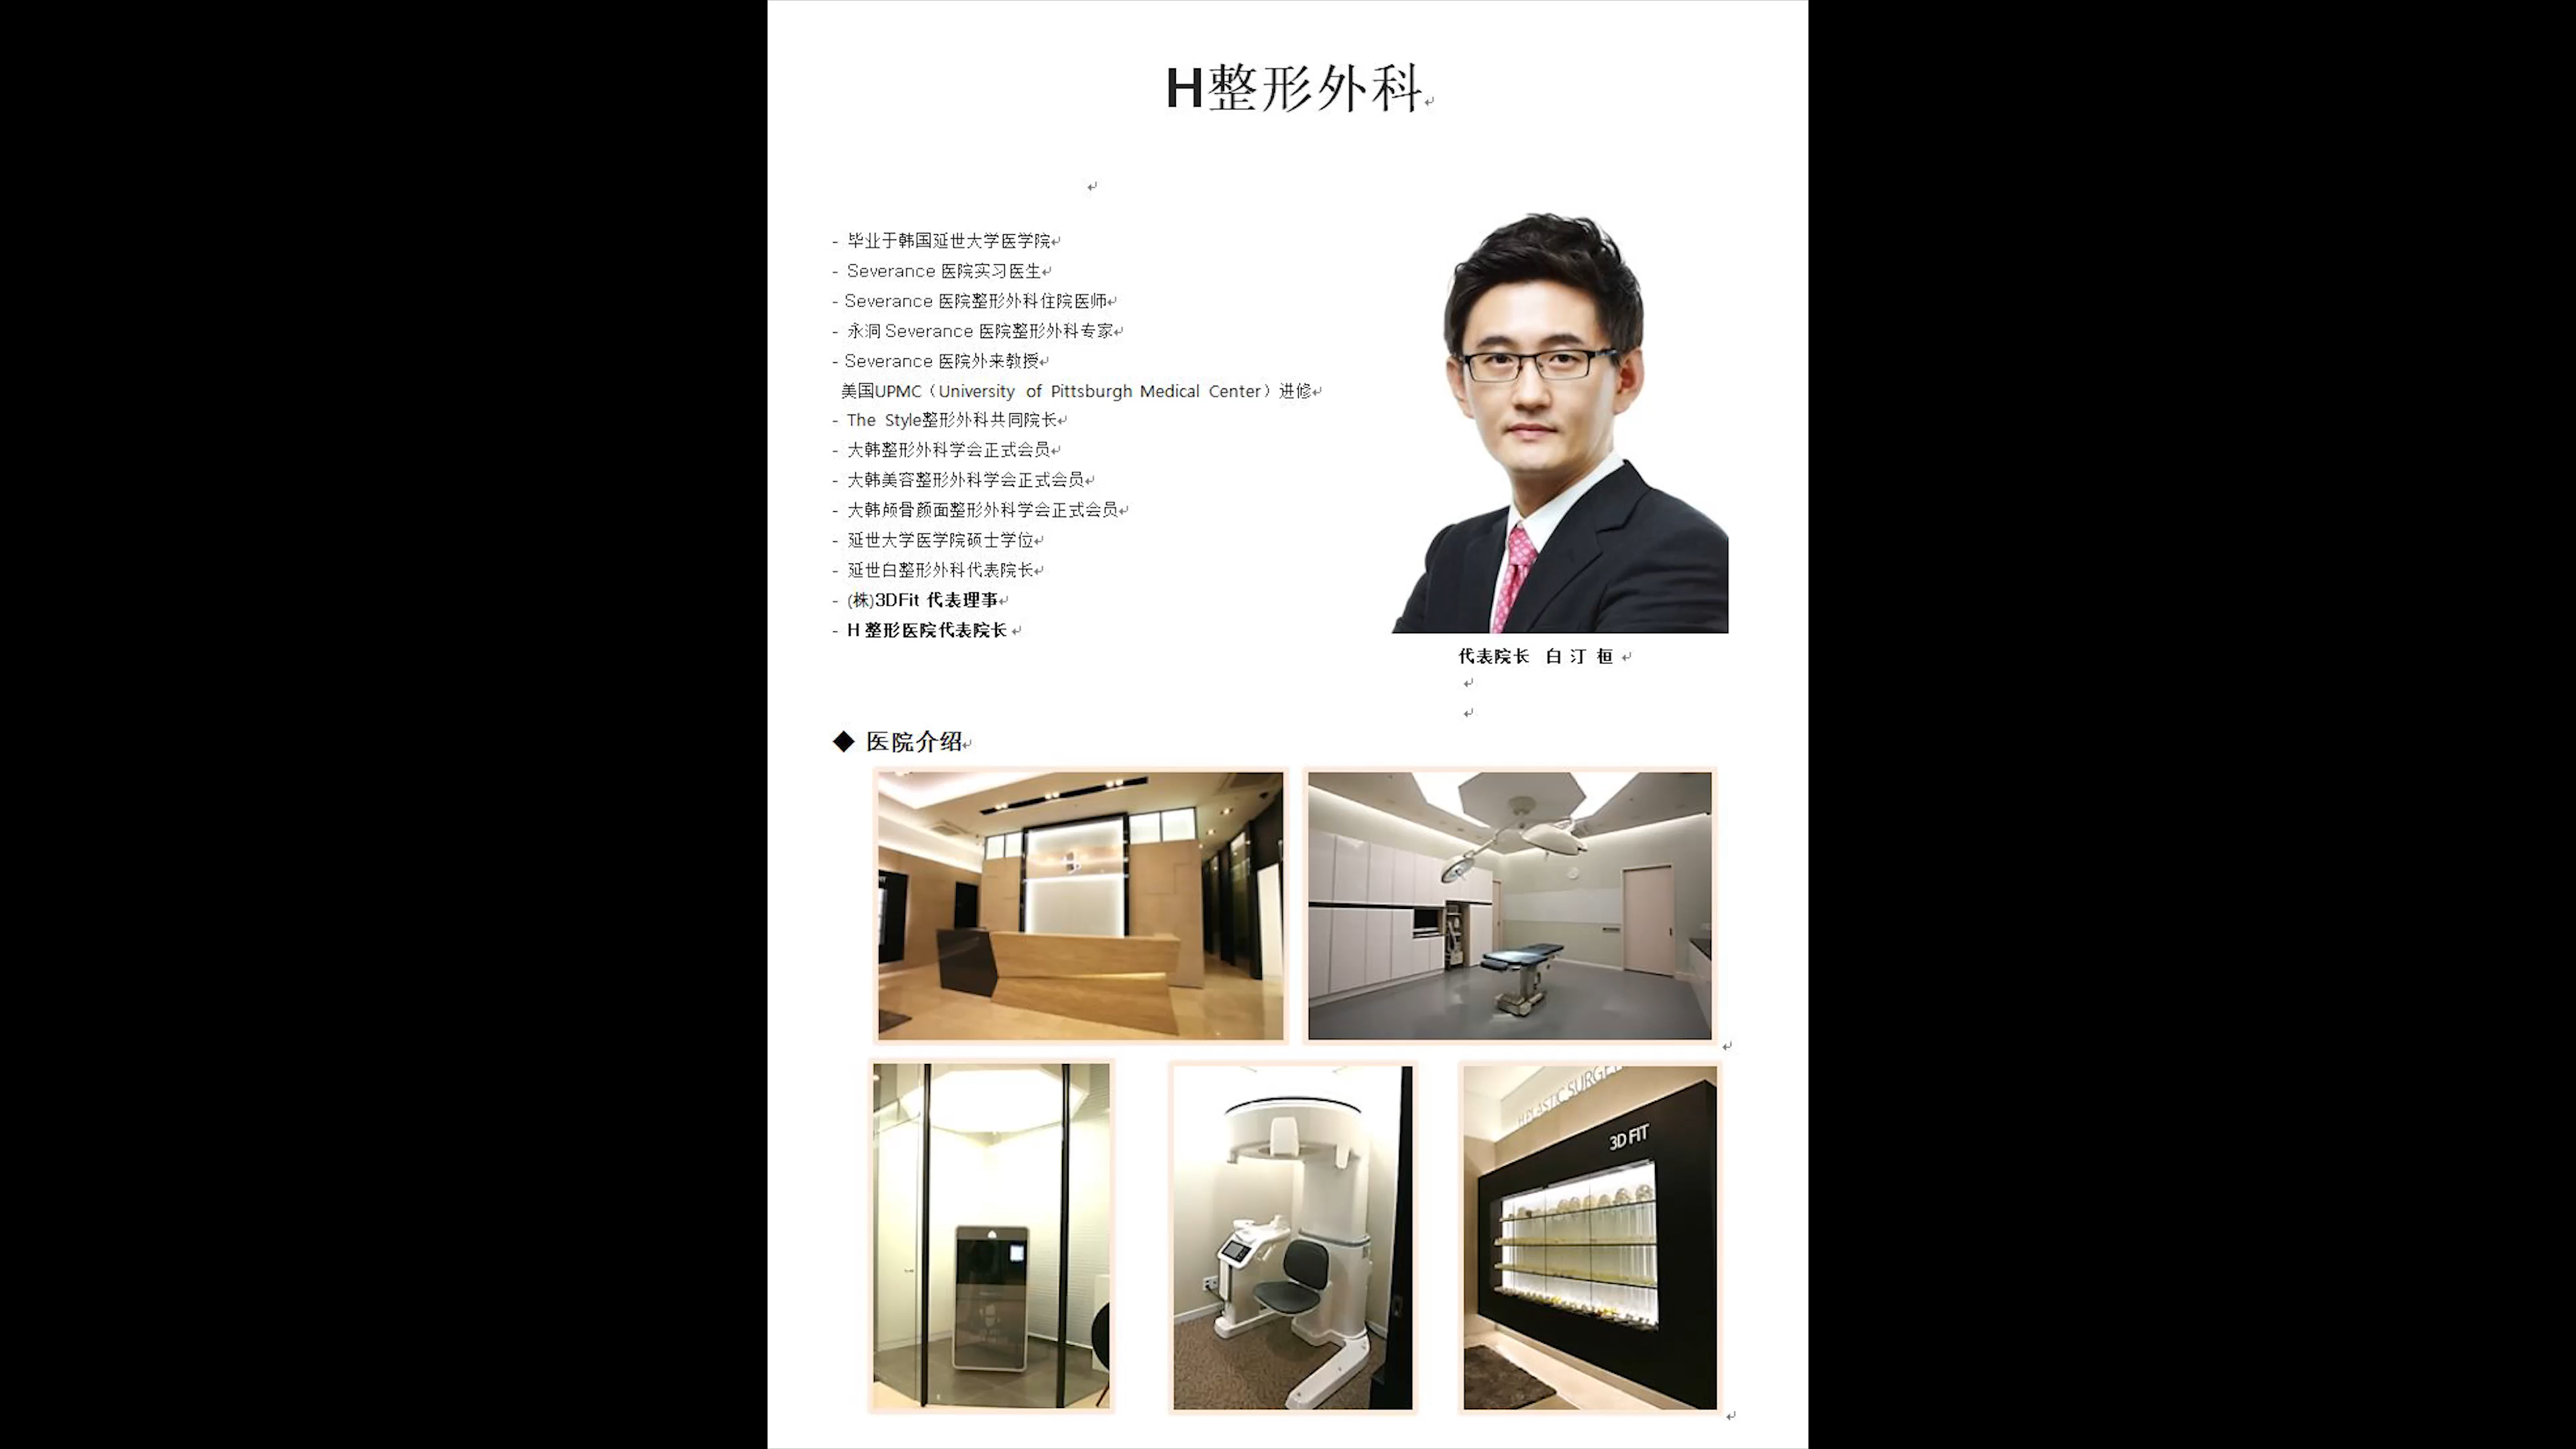 H整形外科
- 毕业于韩国延世大学医学院
- Severance 医院实习医生
- Severance 医院整形外科住院医师
- 永洞 Severance 医院整形外科专家
- Severance 医院外来教授
美国UPMC（University of Pittsburgh Medical Center）进修
- The Style整形外科共同院长
- 大韩整形外科学会正式会员
- 大韩美容整形外科学会正式会员
- 大韩颅骨颜面整形外科学会正式会员
- 延世大学医学院硕士学位
- 延世白整形外科代表院长
- (株)3DFit 代表理事
- H 整形医院代表院长
代表院长 白 汀 桓
◆ 医院介绍
H
3D FIT